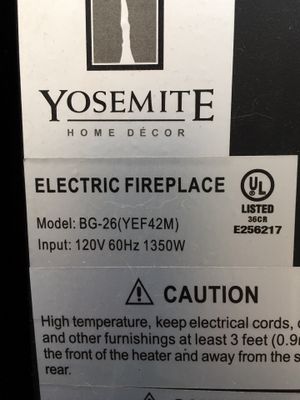 YOSEMITE
HOME DÉCOR
ELECTRIC FIREPLACE
UL
LISTED
36CR
E256217
Model: BG-26(YEF42M)
Input: 120V 60Hz 1350W
CAUTION
High temperature, keep electrical cords,
and other furnishings at least 3 feet (0.9
the front of the heater and away from the
rear.